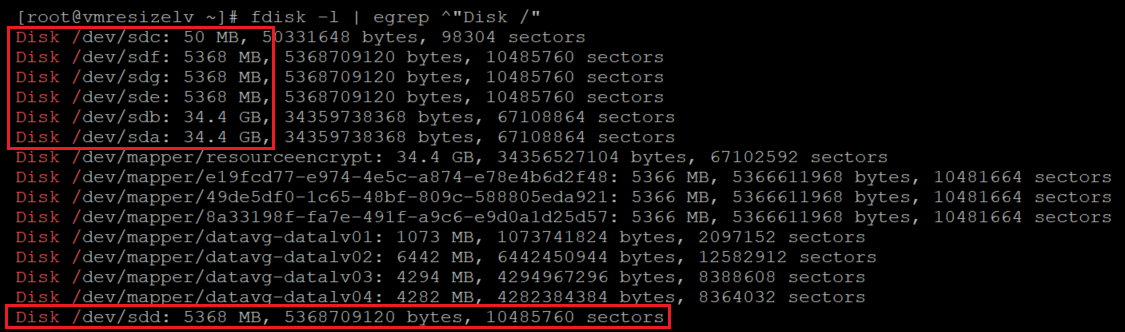 [root@vmresizelv ~]# fdisk -l | egrep ^"Disk /"
Disk /dev/sdc: 50 MB, 50331648 bytes, 98304 sectors
Disk /dev/sdf: 5368 MB, 5368709120 bytes, 10485760 sectors
Disk /dev/sdg: 5368 MB, 5368709120 bytes, 10485760 sectors
Disk /dev/sde: 5368 MB, 5368709120 bytes, 10485760 sectors
Disk /dev/sdb: 34.4 GB, 34359738368 bytes, 67108864 sectors
Disk /dev/sda: 34.4 GB, 34359738368 bytes, 67108864 sectors
Disk /dev/mapper/resourceencrypt: 34.4 GB, 34356527104 bytes, 67102592 sectors
Disk /dev/mapper/e19fcd77-e974-4e5c-a874-e78e4b6d2f48: 5366 MB, 5366611968 bytes, 10481664 sectors
Disk /dev/mapper/49de5df0-1c65-48bf-809c-588805eda921: 5366 MB, 5366611968 bytes, 10481664 sectors
Disk /dev/mapper/8a33198f-fa7e-491f-a9c6-e9d0a1d25d57: 5366 MB, 5366611968 bytes, 10481664 sectors
Disk /dev/mapper/datavg-datalv01: 1073 MB, 1073741824 bytes, 2097152 sectors
Disk /dev/mapper/datavg-datalv02: 6442 MB, 6442450944 bytes, 12582912 sectors
Disk /dev/mapper/datavg-datalv03: 4294 MB, 4294967296 bytes, 8388608 sectors
Disk /dev/mapper/datavg-datalv04: 4282 MB, 4282384384 bytes, 8364032 sectors
Disk /dev/sdd: 5368 MB, 5368709120 bytes, 10485760 sectors